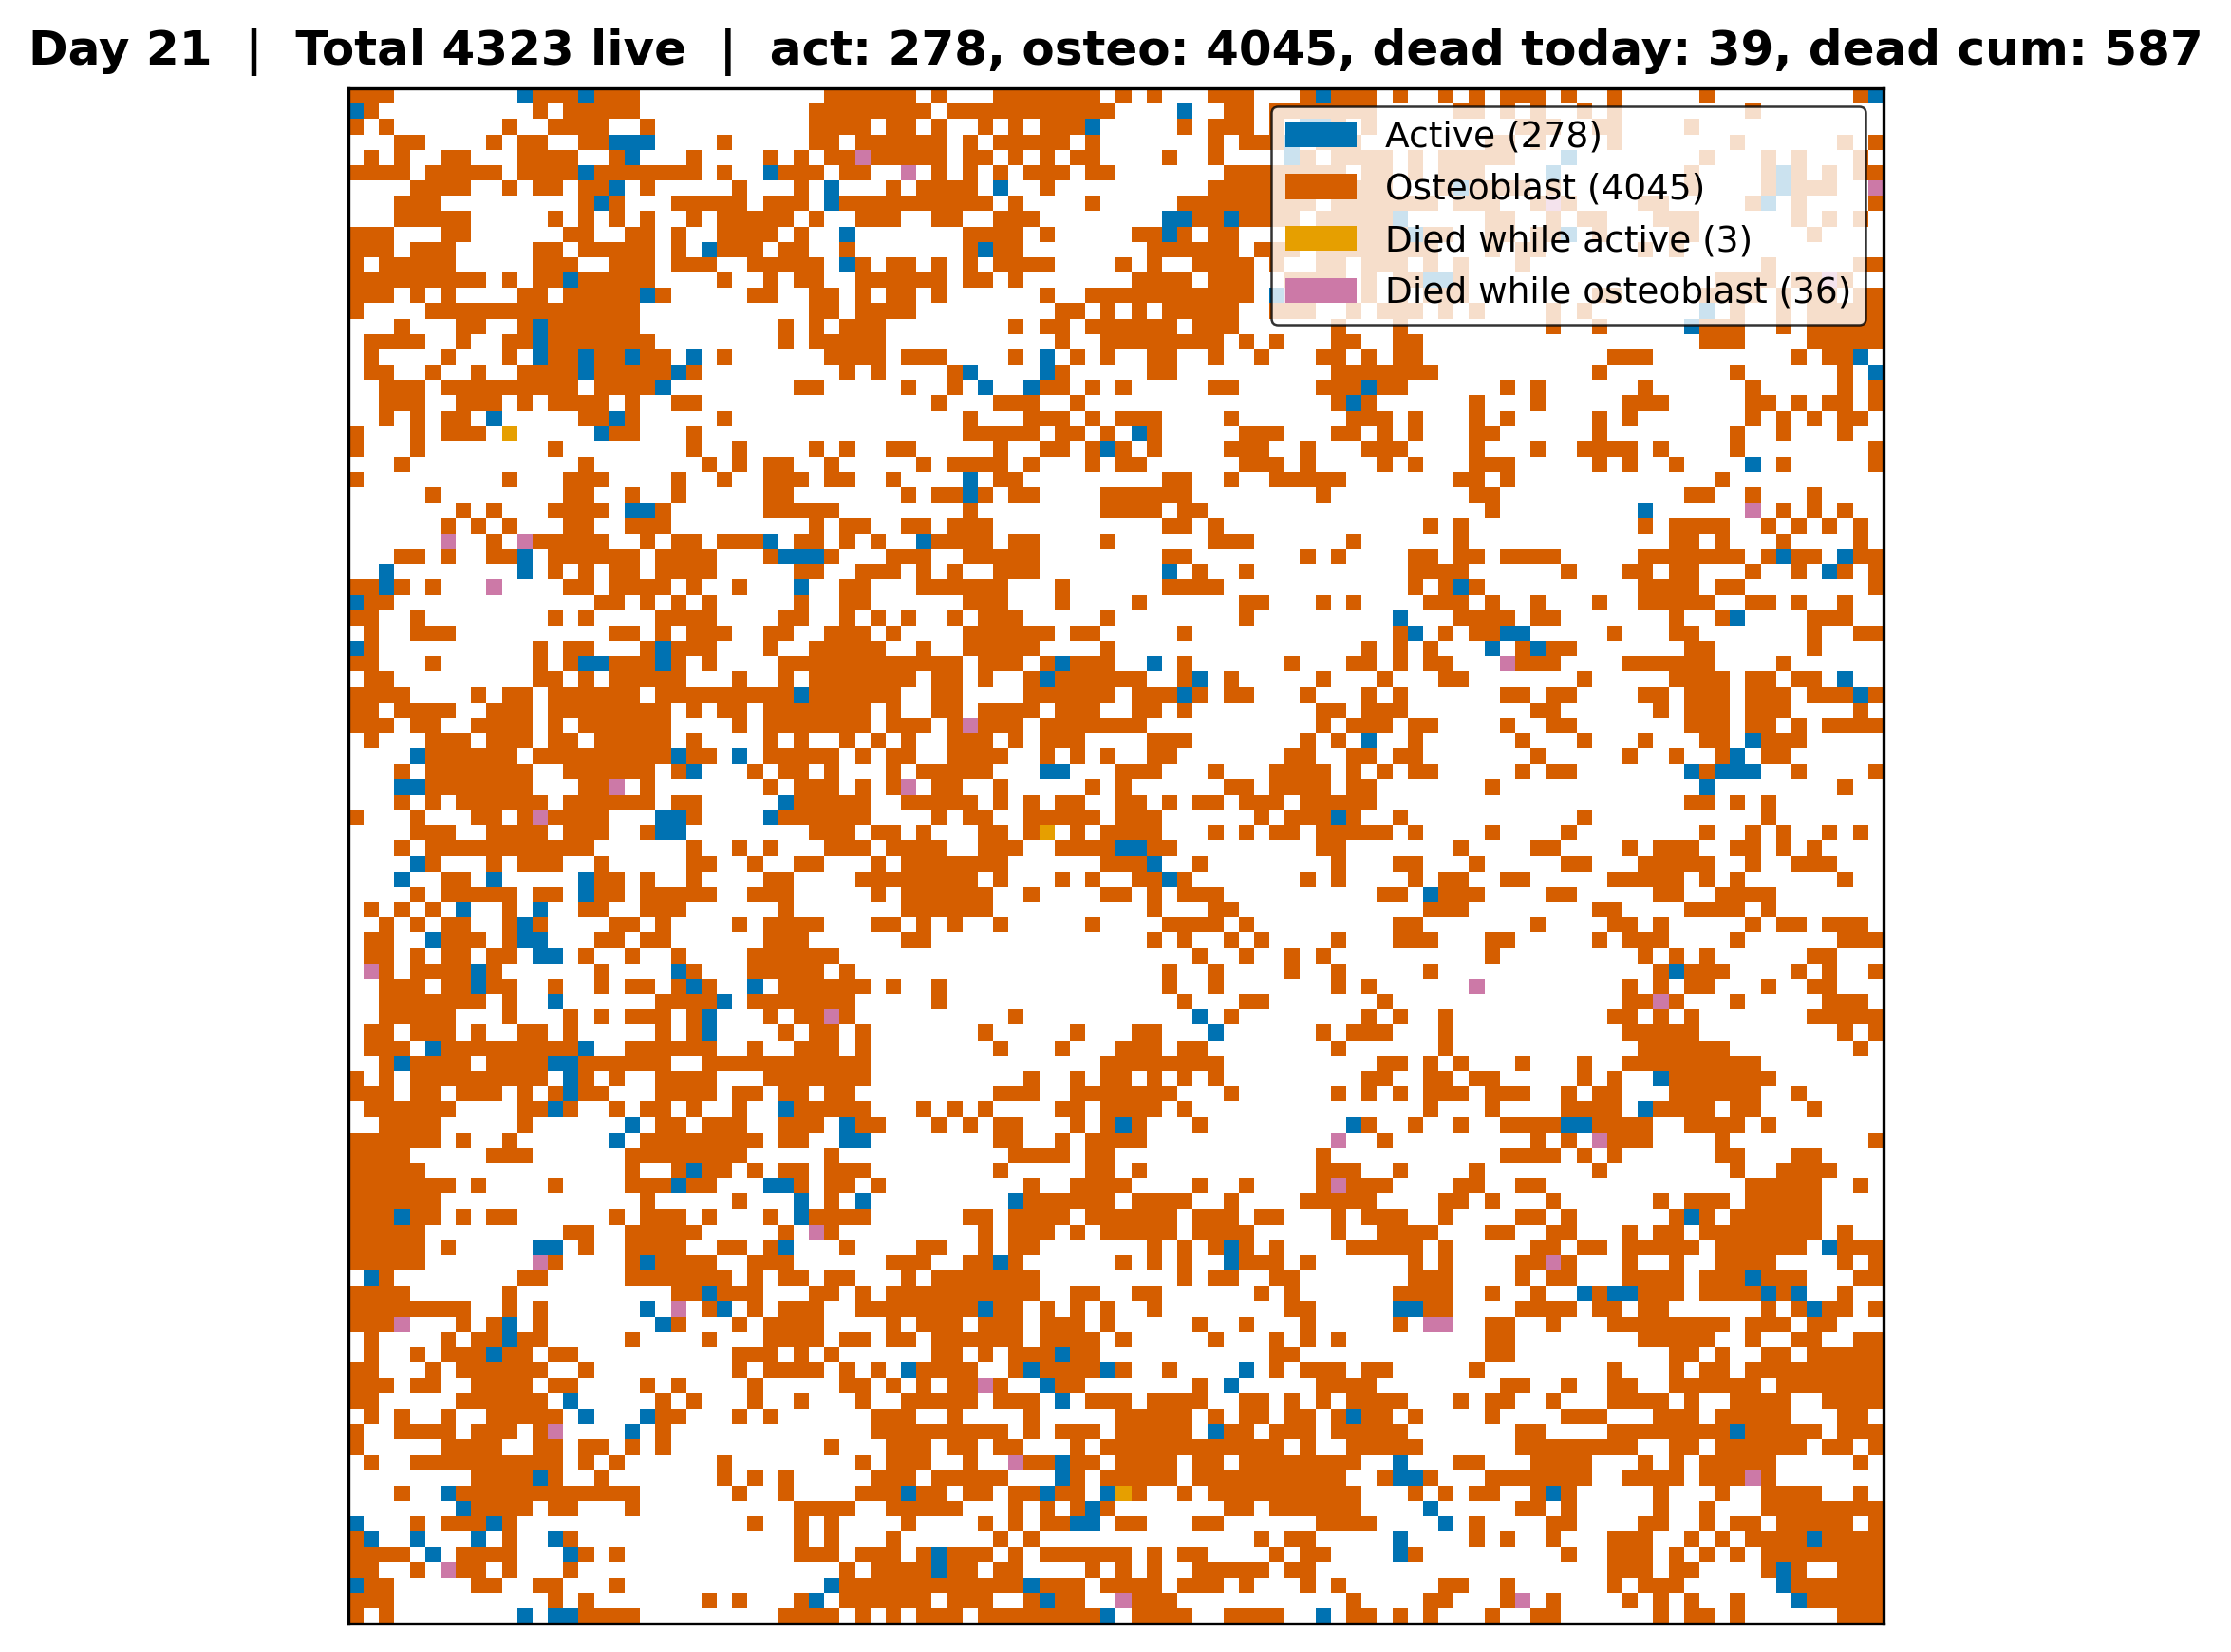 Day 21 | Total 4323 live | act: 278, osteo: 4045, dead today: 39, dead cum: 587
Active (278)
Osteoblast (4045)
Died while active (3)
Died while osteoblast (36)